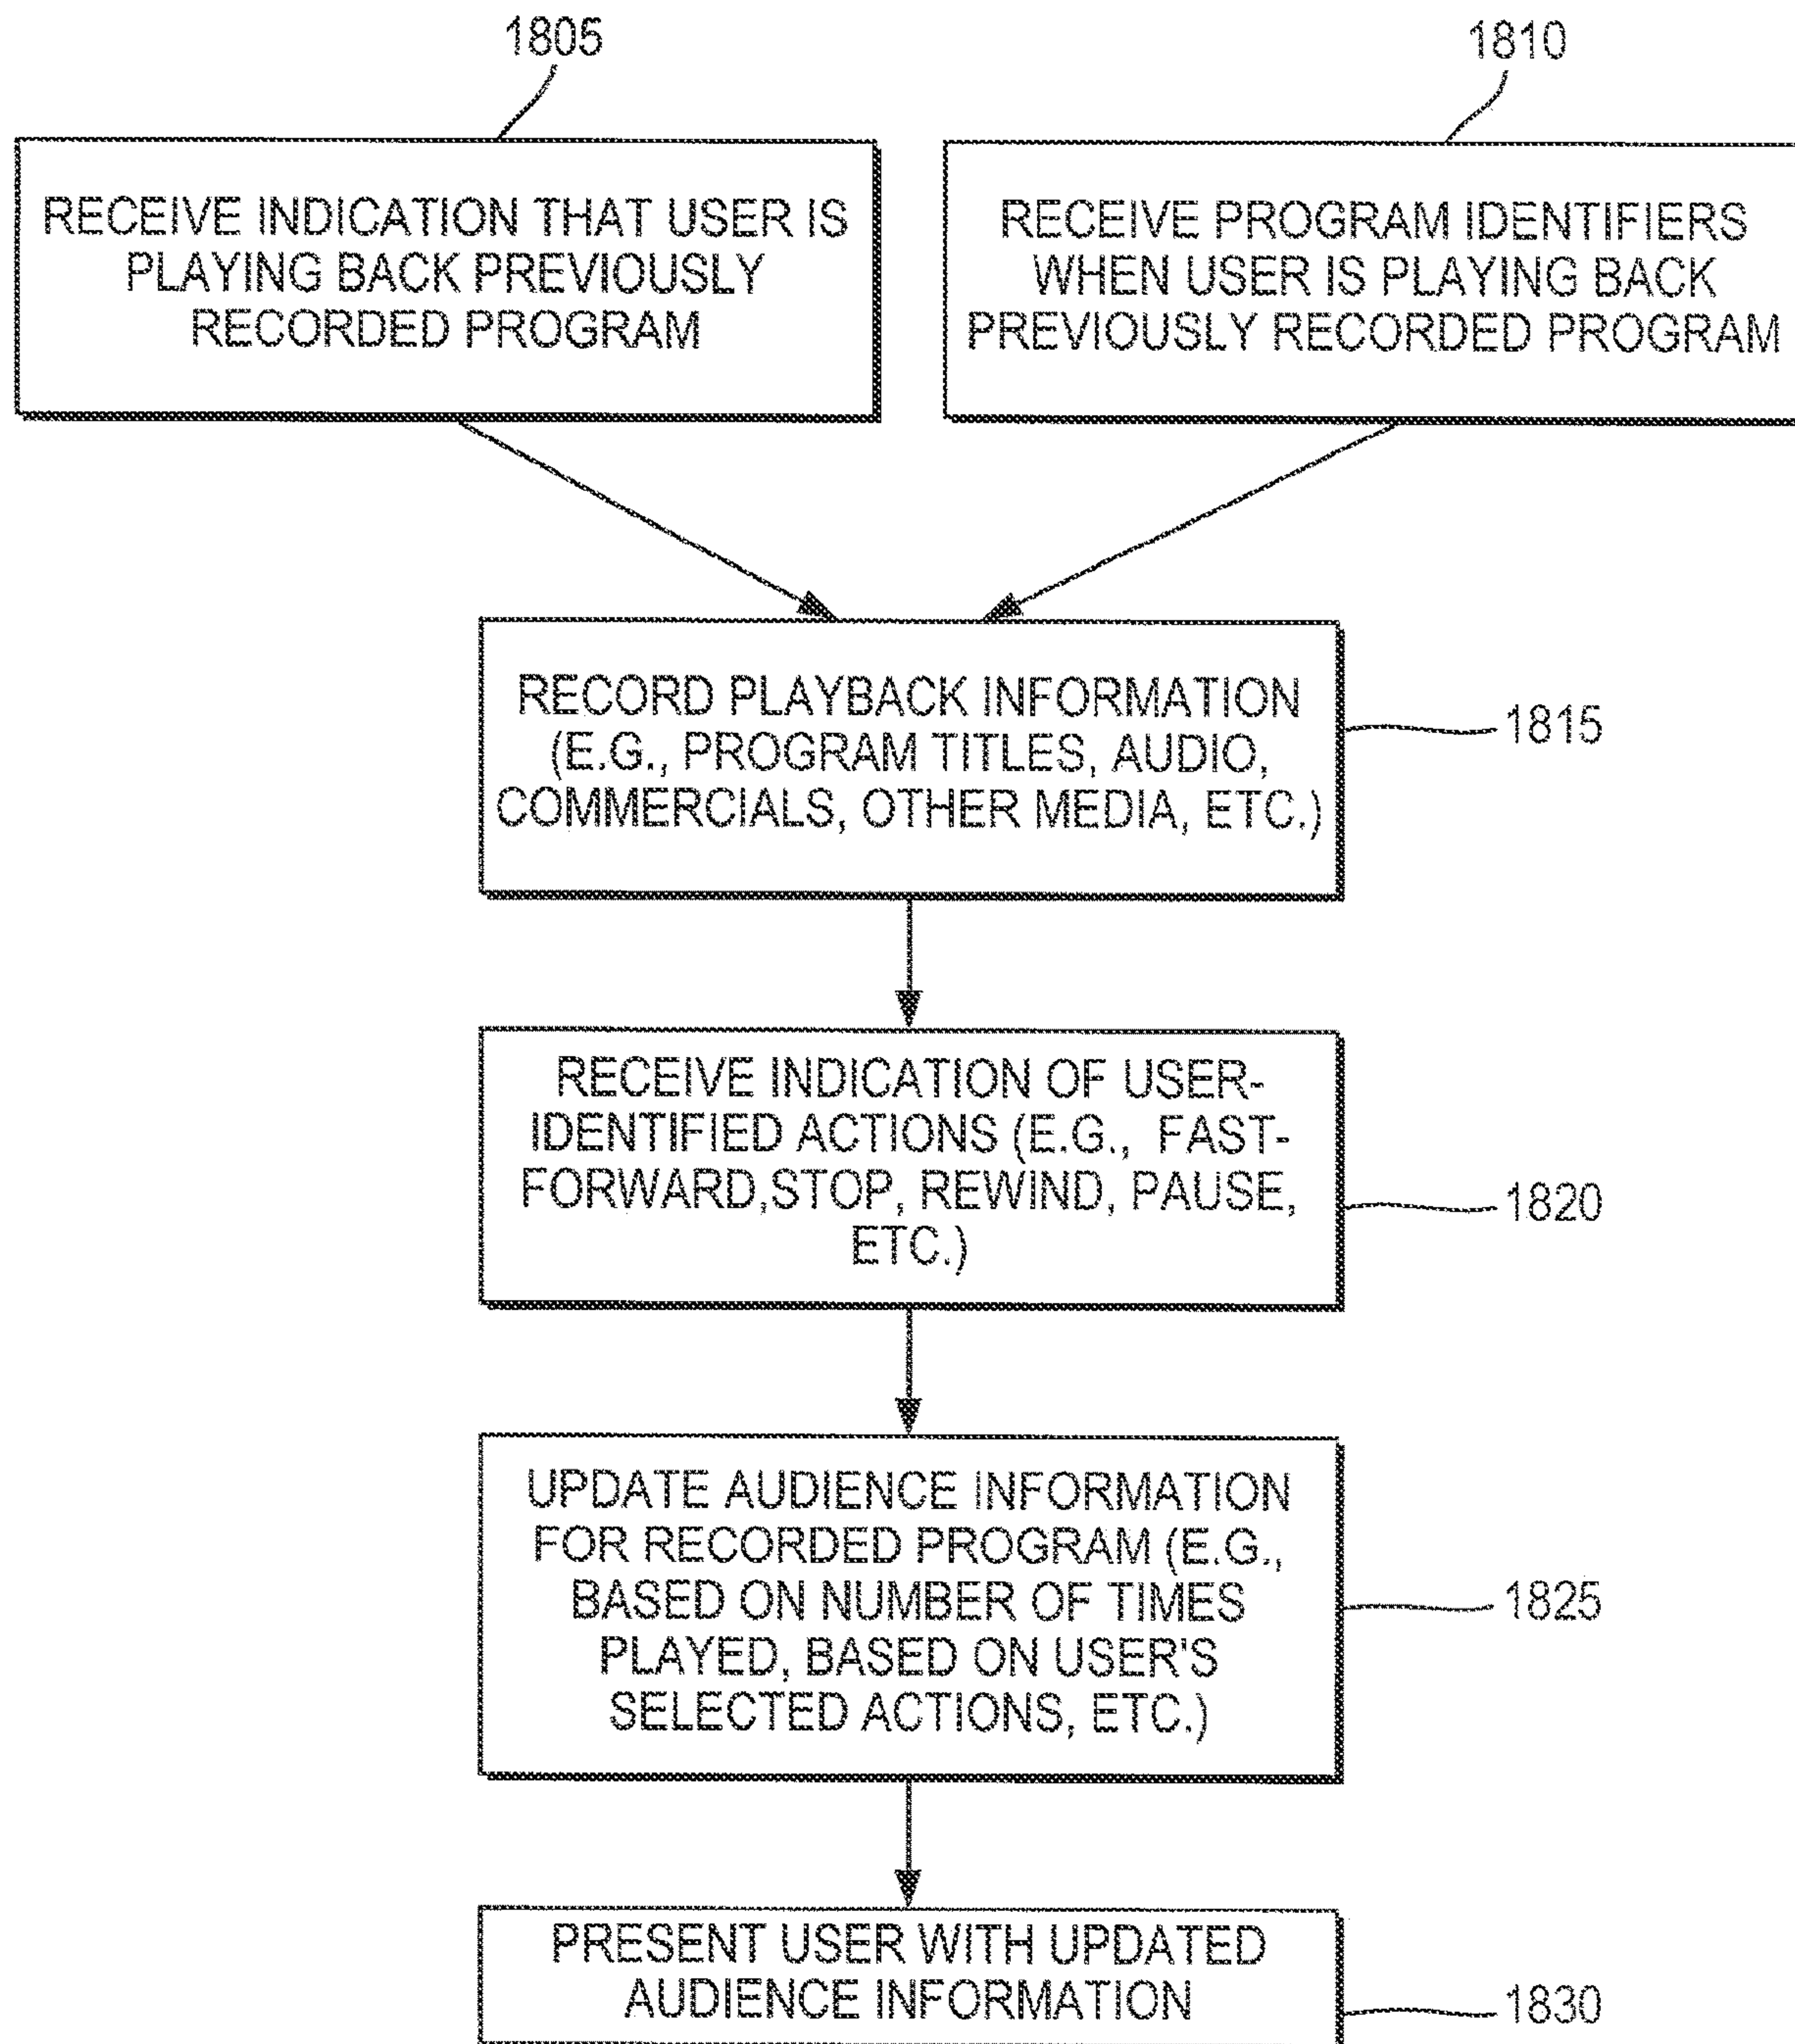 1805
1810
RECEIVE INDICATION THAT USER IS
PLAYING BACK PREVIOUSLY
RECORDED PROGRAM
RECEIVE PROGRAM IDENTIFIERS
WHEN USER IS PLAYING BACK
PREVIOUSLY RECORDED PROGRAM
RECORD PLAYBACK INFORMATION
(E.G., PROGRAM TITLES, AUDIO,
COMMERCIALS, OTHER MEDIA, ETC.)
1815
RECEIVE INDICATION OF USER-
IDENTIFIED ACTIONS (E.G., FAST-
FORWARD,STOP, REWIND, PAUSE,
ETC.)
1820
UPDATE AUDIENCE INFORMATION
FOR RECORDED PROGRAM (E.G.,
BASED ON NUMBER OF TIMES
PLAYED, BASED ON USER'S
SELECTED ACTIONS, ETC.)
1825
PRESENT USER WITH UPDATED
AUDIENCE INFORMATION
1830